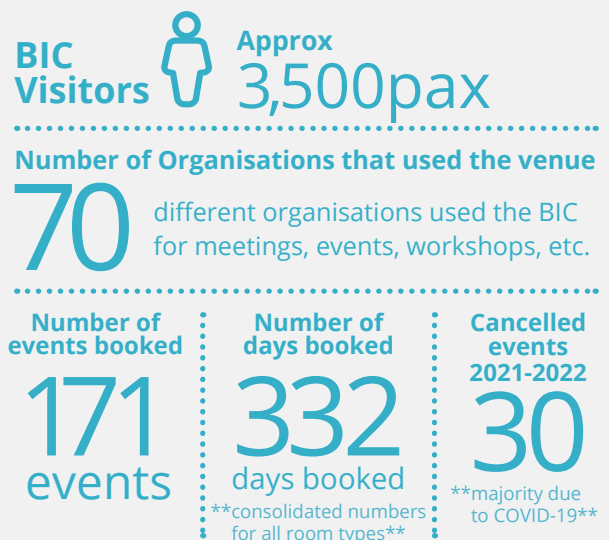 BIC
Visitors
Approx
3,500pax
Number of Organisations that used the venue
70
different organisations used the BIC
for meetings, events, workshops, etc.
Number of
events booked
171
events
Number of
days booked
332
days booked
**consolidated numbers
for all room types**
Cancelled
events
2021-2022
30
**majority due
to COVID-19**